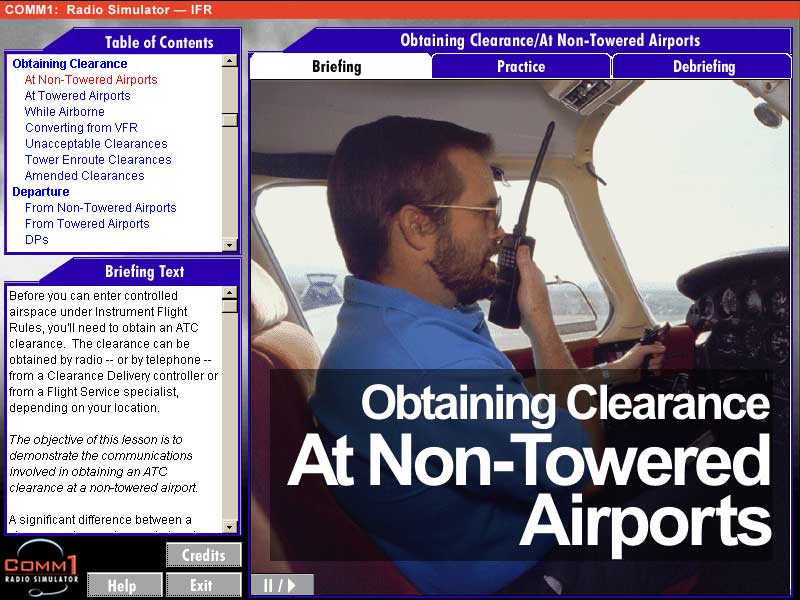 COMM1: Radio Simulator — IFR
Table of Contents
Obtaining Clearance
At Non-Towered Airports
At Towered Airports
While Airborne
Converting from VFR
Unacceptable Clearances
Tower Enroute Clearances
Amended Clearances
Departure
From Non-Towered Airports
From Towered Airports
DPs
Briefing Text
Before you can enter controlled
airspace under Instrument Flight
Rules, you'll need to obtain an ATC
clearance. The clearance can be
obtained by radio -- or by telephone --
from a Clearance Delivery controller or
from a Flight Service specialist,
depending on your location.
The objective of this lesson is to
demonstrate the communications
involved in obtaining an ATC
clearance at a non-towered airport.
A significant difference between a
COMM1
RADIO SIMULATOR
Credits
Help
Exit
Obtaining Clearance/At Non-Towered Airports
Briefing
Practice
Debriefing
Obtaining Clearance
At Non-Towered
Airports